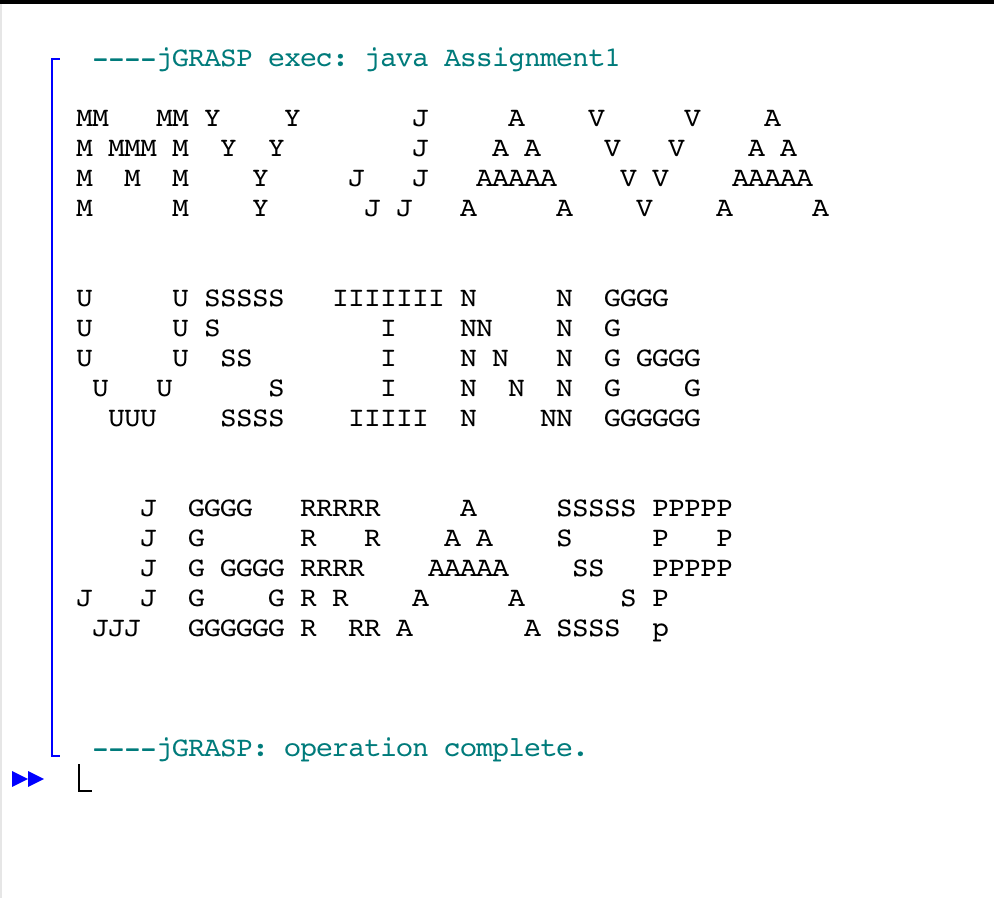 ----jGRASP exec: java Assignment1
MM   MM Y    Y       J     A    V     V    A
M MMM M  Y  Y        J    A A    V   V    A A
M  M  M    Y     J   J   AAAAA    V V    AAAAA
M     M    Y      J J   A     A    V    A     A
U     U SSSSS   IIIIIII N     N  GGGG
U     U S          I    NN    N  G
U     U  SS        I    N N   N  G GGGG
 U   U      S      I    N  N  N  G    G
  UUU    SSSS    IIIII  N    NN  GGGGGG
    J  GGGG   RRRRR     A     SSSSS PPPPP
    J  G      R   R    A A    S     P   P
    J  G GGGG RRRR    AAAAA    SS   PPPPP
J   J  G    G R R    A     A      S P
 JJJ   GGGGGG R  RR A       A SSSS  p
 ----jGRASP: operation complete.